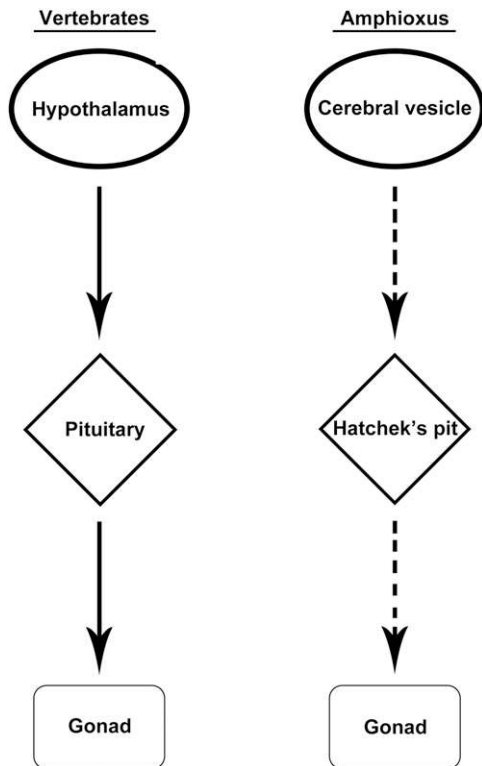 Vertebrates
Amphioxus
Hypothalamus
Cerebral vesicle
Pituitary
Hatchek's pit
Gonad
Gonad